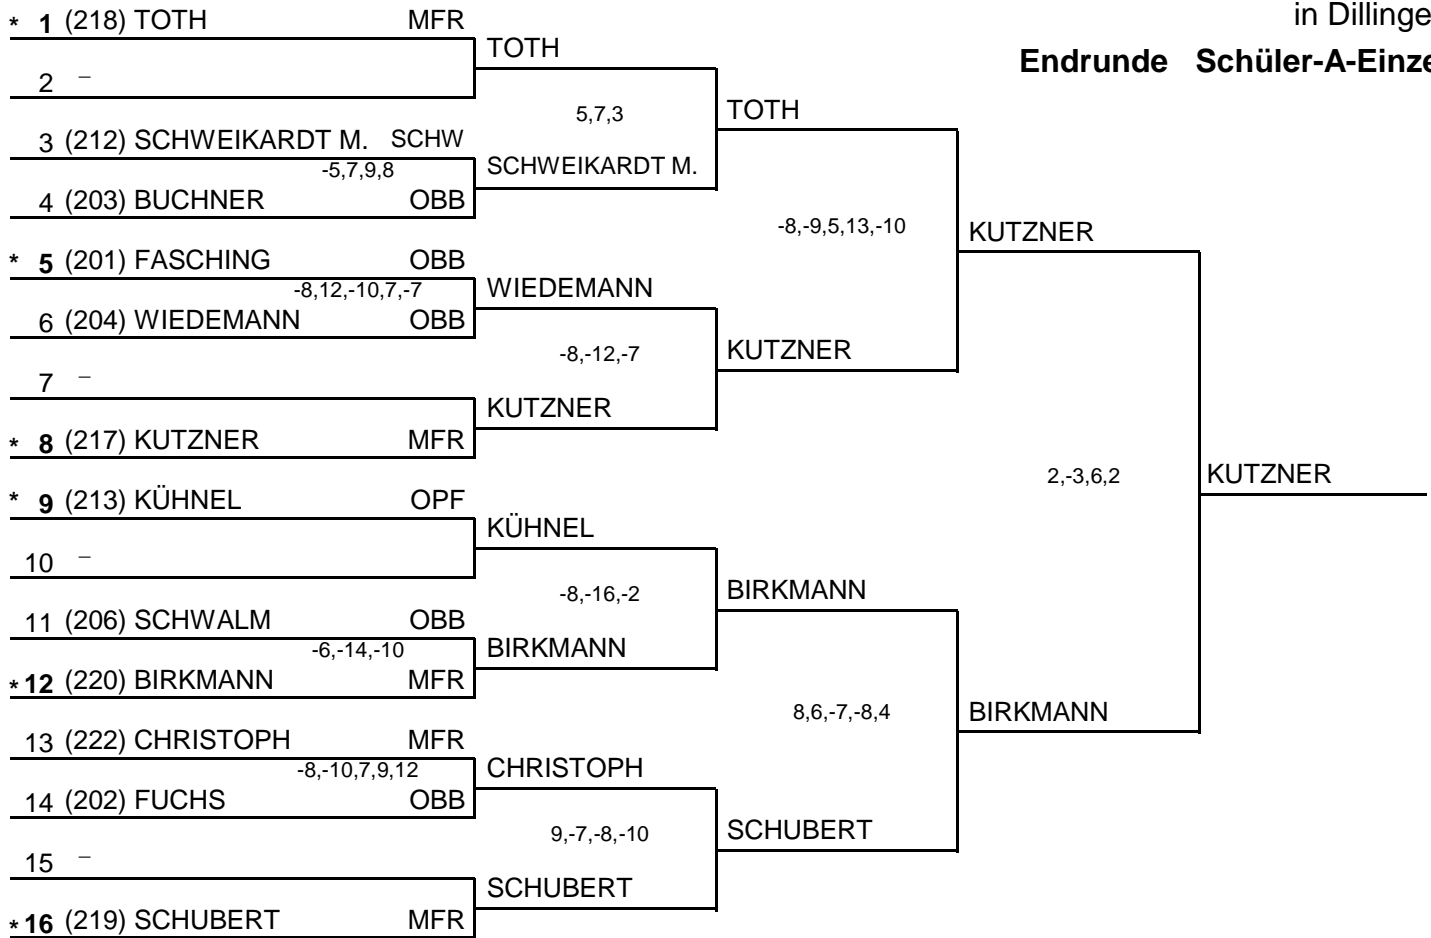 in Dillinge
Endrunde Schüler-A-Einze
* 1 (218) TOTH MFR
TOTH
2 –
5,7,3
TOTH
3 (212) SCHWEIKARDT M. SCHW
-5,7,9,8
SCHWEIKARDT M.
4 (203) BUCHNER OBB
-8,-9,5,13,-10
KUTZNER
* 5 (201) FASCHING OBB
-8,12,-10,7,-7
WIEDEMANN
6 (204) WIEDEMANN OBB
-8,-12,-7
KUTZNER
7 –
KUTZNER
* 8 (217) KUTZNER MFR
2,-3,6,2
KUTZNER
* 9 (213) KÜHNEL OPF
KÜHNEL
10 –
-8,-16,-2
BIRKMANN
11 (206) SCHWALM OBB
-6,-14,-10
BIRKMANN
* 12 (220) BIRKMANN MFR
8,6,-7,-8,4
BIRKMANN
13 (222) CHRISTOPH MFR
-8,-10,7,9,12
CHRISTOPH
14 (202) FUCHS OBB
9,-7,-8,-10
SCHUBERT
15 –
SCHUBERT
* 16 (219) SCHUBERT MFR